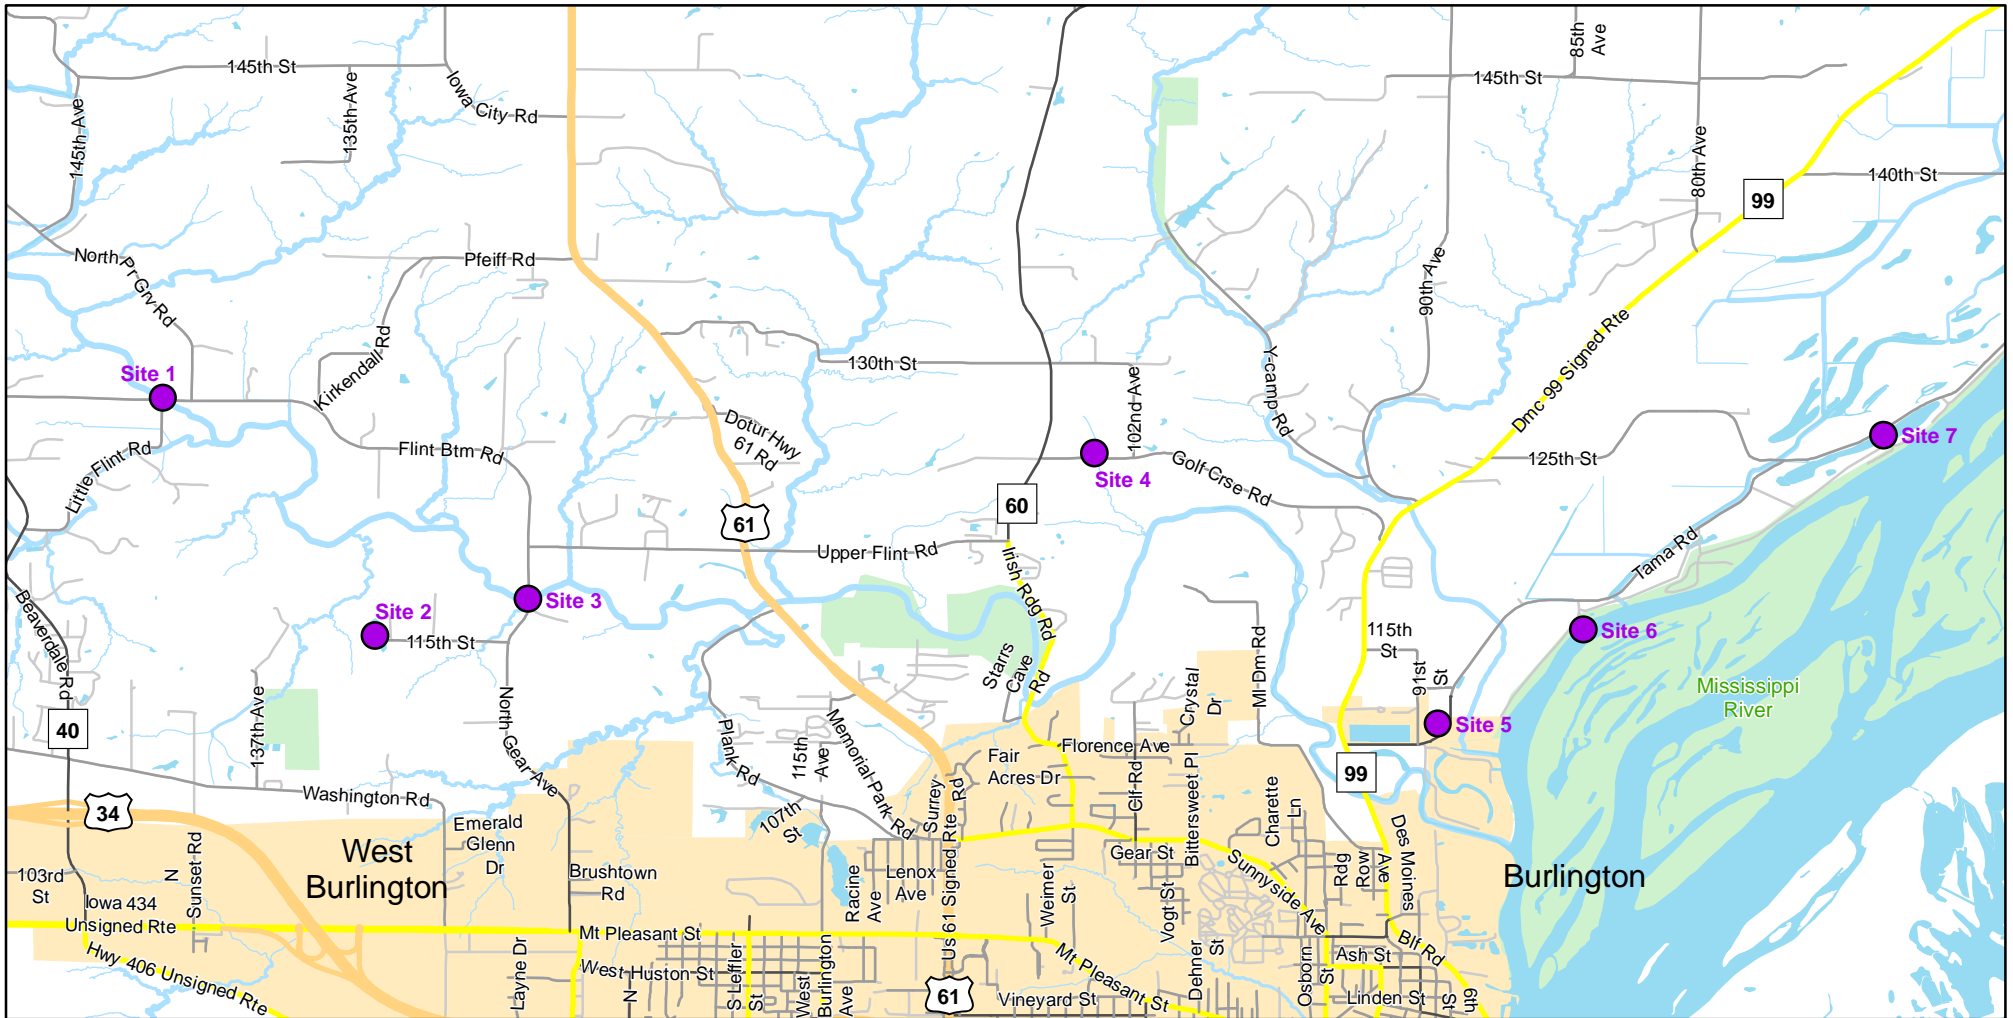 145th St
145th Ave
135th Ave
Iowa City Rd
145th St
85th
Ave
80th Ave
140th St
99
North Pr Grv Rd
Pfeiff Rd
90th Ave
Kirkendall Rd
130th St
102nd Ave
Y-camp Rd
Dmc 99 Signed Rte
Site 1
Little Flint Rd
Flint Btm Rd
Dotur Hwy
61 Rd
Site 4
Golf Crse Rd
125th St
Site 7
61
60
Upper Flint Rd
Irish Rdg Rd
Tama Rd
Beaverdale Rd
Site 2
Site 3
115th St
Starrs
Cave
Rd
Ml Dm Rd
115th
St
91st
St
Site 6
Mississippi
River
40
137th Ave
North Gear Ave
Plank Rd
115th
Ave
Memorial Park Rd
Crystal
Dr
Site 5
Florence Ave
Fair
Acres Dr
Clf Rd
Bittersweet Pl
Charette
Ln
99
34
Washington Rd
Emerald
Glenn
Dr
107th
St
Surrey
Rd
West
Burlington
Burlington
103rd
St
N
Sunset Rd
Brushtown
Rd
Racine
Ave
Lenox
Ave
Us 61 Signed Rte
Weimer
St
Gear St
Vogt St
Sunnyside Ave
Rdg
Row
Ave
Des Moines
Iowa 434
Unsigned Rte
Hwy 406 Unsigned Rte
Mt Pleasant St
Layne Dr
West Huston St
N
S Leffler
St
West
Burlington
Ave
61
Mt Pleasant St
Vineyard St
Dehner
St
Osborn
St
Ash St
Linden St
Blf Rd
St
6th